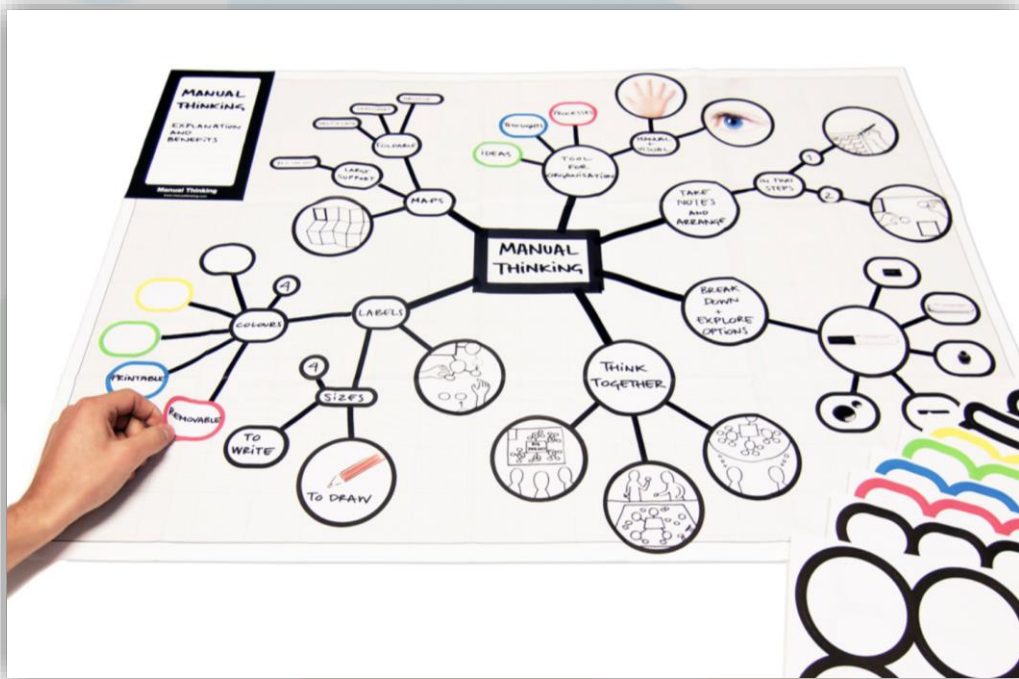 MANUAL
THINKING
EXPLANATION
AND
BENEFITS
Manual Thinking
FOLDABLE
LARGE
SUPPORT
MAPS
IDEAS
THOUGHTS
PROCESSES
TOOL
FOR
ORGANISATION
MANUAL
+
VISUAL
TAKE
NOTES
AND
ARRANGE
IN TWO
STEPS
1
2
MANUAL
THINKING
BREAK
DOWN
+
EXPLORE
OPTIONS
LABELS
COLOURS
4
PRINTABLE
REMOVABLE
4
SIZES
TO
WRITE
TO DRAW
THINK
TOGETHER